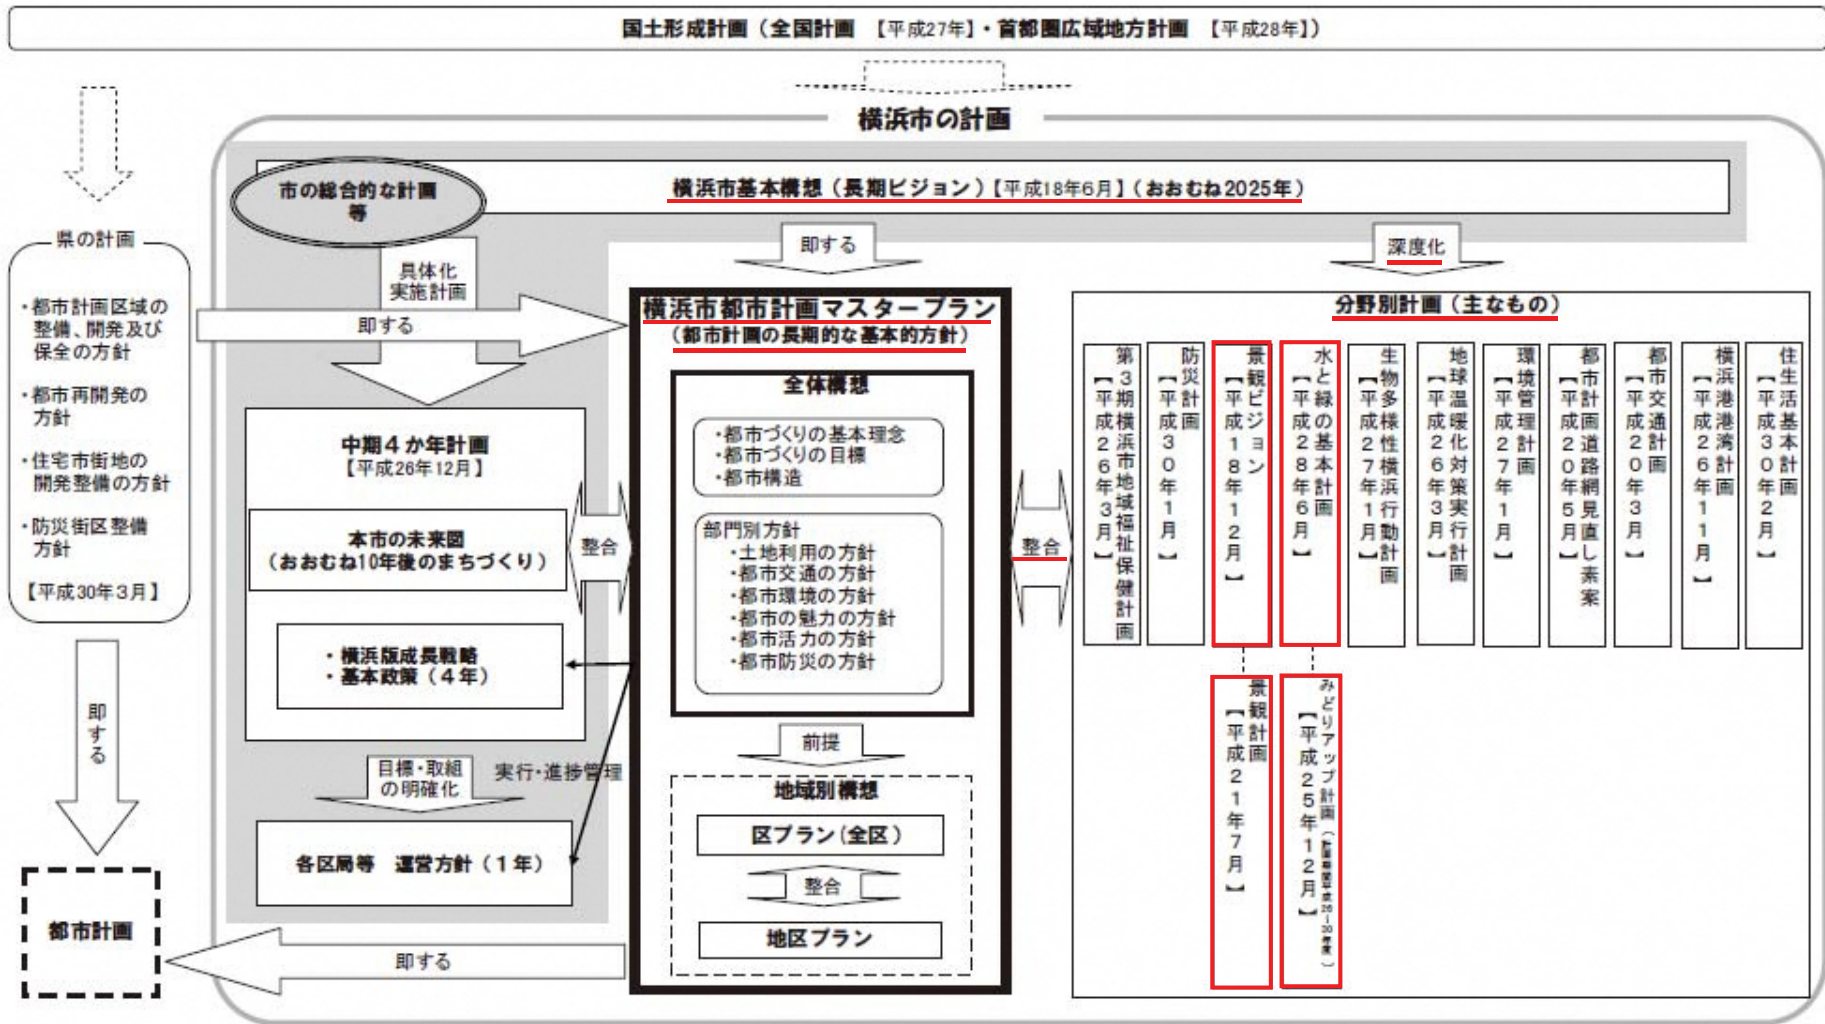 国土形成計画（全国計画 【平成27年】・首都圏広域地方計画 【平成28年】）
横浜市の計画
市の総合的な計画
等
横浜市基本構想（長期ビジョン）【平成18年6月】（おおむね2025年）
県の計画
・都市計画区域の
整備、開発及び
保全の方針
・都市再開発の
方針
・住宅市街地の
開発整備の方針
・防災街区整備
方針
【平成30年３月】
即する
都市計画
具体化
実施計画
即する
中期４か年計画
【平成26年12月】
本市の未来図
（おおむね10年後のまちづくり）
・横浜版成長戦略
・基本政策（４年）
目標・取組
の明確化
実行・進捗管理
各区局等　運営方針（１年）
即する
整合
即する
横浜市都市計画マスタープラン
（都市計画の長期的な基本的方針）
全体構想
・都市づくりの基本理念
・都市づくりの目標
・都市構造
部門別方針
・土地利用の方針
・都市交通の方針
・都市環境の方針
・都市の魅力の方針
・都市活力の方針
・都市防災の方針
前提
地域別構想
区プラン（全区）
整合
地区プラン
整合
深度化
分野別計画（主なもの）
第３期横浜市地域福祉保健計画
【平成２６年３月】
防災計画
【平成３０年１月】
景観ビジョン
【平成１８年１２月】
水と緑の基本計画
【平成２８年６月】
生物多様性横浜行動計画
【平成２７年１月】
地球温暖化対策実行計画
【平成２６年３月】
環境管理計画
【平成２７年１月】
都市計画道路網見直し素案
【平成２０年５月】
都市交通計画
【平成２０年３月】
横浜港港湾計画
【平成２６年１１月】
住生活基本計画
【平成３０年２月】
景観計画
【平成２１年７月】
みどりアップ計画（計画期間平成26－30年度）
【平成２５年１２月】